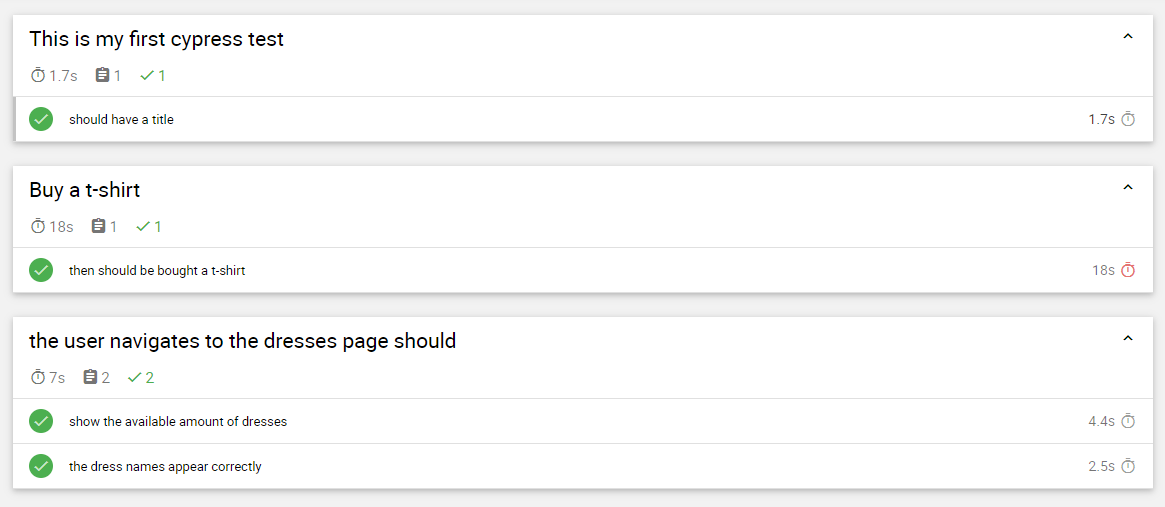 This is my first cypress test
1.7s 1 1
should have a title 1.7s
Buy a t-shirt
18s 1 1
then should be bought a t-shirt 18s
the user navigates to the dresses page should
7s 2 2
show the available amount of dresses 4.4s
the dress names appear correctly 2.5s